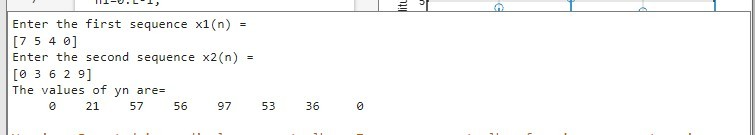 Enter the first sequence x1(n) =
[7 5 4 0]
Enter the second sequence x2(n) =
[0 3 6 2 9]
The values of yn are=
0 21 57 56 97 53 36 0